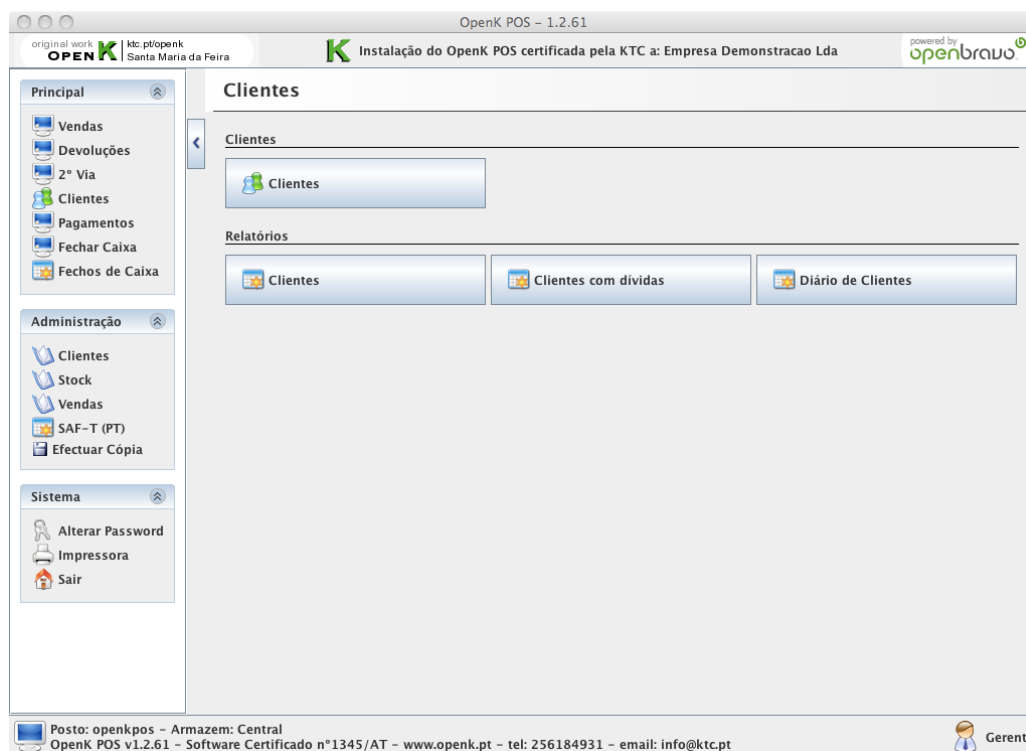 OpenK POS – 1.2.61
original work
OPEN K
ktc.pt/openk
Santa Maria da Feira
K Instalação do OpenK POS certificada pela KTC a: Empresa Demonstracao Lda
powered by
openbravo
Principal
Vendas
Devoluções
2º Via
Clientes
Pagamentos
Fechar Caixa
Fechos de Caixa
Administração
Clientes
Stock
Vendas
SAF-T (PT)
Efectuar Cópia
Sistema
Alterar Password
Impressora
Sair
Clientes
Clientes
Clientes
Relatórios
Clientes
Clientes com dívidas
Diário de Clientes
Posto: openkpos – Armazem: Central
OpenK POS v1.2.61 – Software Certificado nº1345/AT – www.openk.pt – tel: 256184931 – email: info@ktc.pt
Gerent